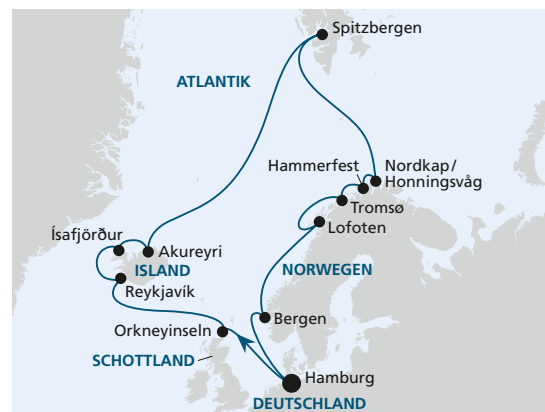 Spitzbergen
ATLANTIK
Hammerfest
Nordkap/
Honningsvåg
Tromsø
Lofoten
Ísafjörður
Akureyri
ISLAND
NORWEGEN
Reykjavík
Bergen
Orkneyinseln
SCHOTTLAND
Hamburg
DEUTSCHLAND